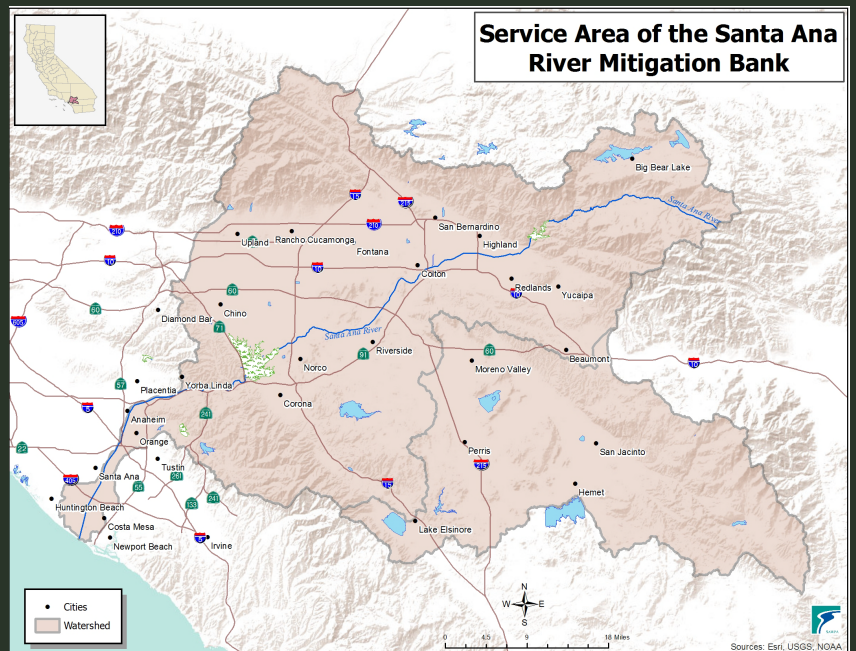 Service Area of the Santa Ana
River Mitigation Bank
Big Bear Lake
Santa Ana River
15
215
210
210
San Bernardino
Upland
Rancho Cucamonga
Highland
Fontana
10
10
Colton
Redlands
10
Yucaipa
60
60
Chino
Diamond Bar
71
Santa Ana River
Riverside
91
60
Beaumont
10
Norco
Moreno Valley
57
Placentia
Yorba Linda
5
Corona
241
Anaheim
Orange
22
Perris
San Jacinto
Tustin
215
405
Santa Ana
261
55
15
Hemet
Huntington Beach
133
241
Costa Mesa
Lake Elsinore
Newport Beach
5
Irvine
N
W
E
S
Cities
Watershed
0
4.5
9
18 Miles
SAWPA
Sources: Esri, USGS, NOAA